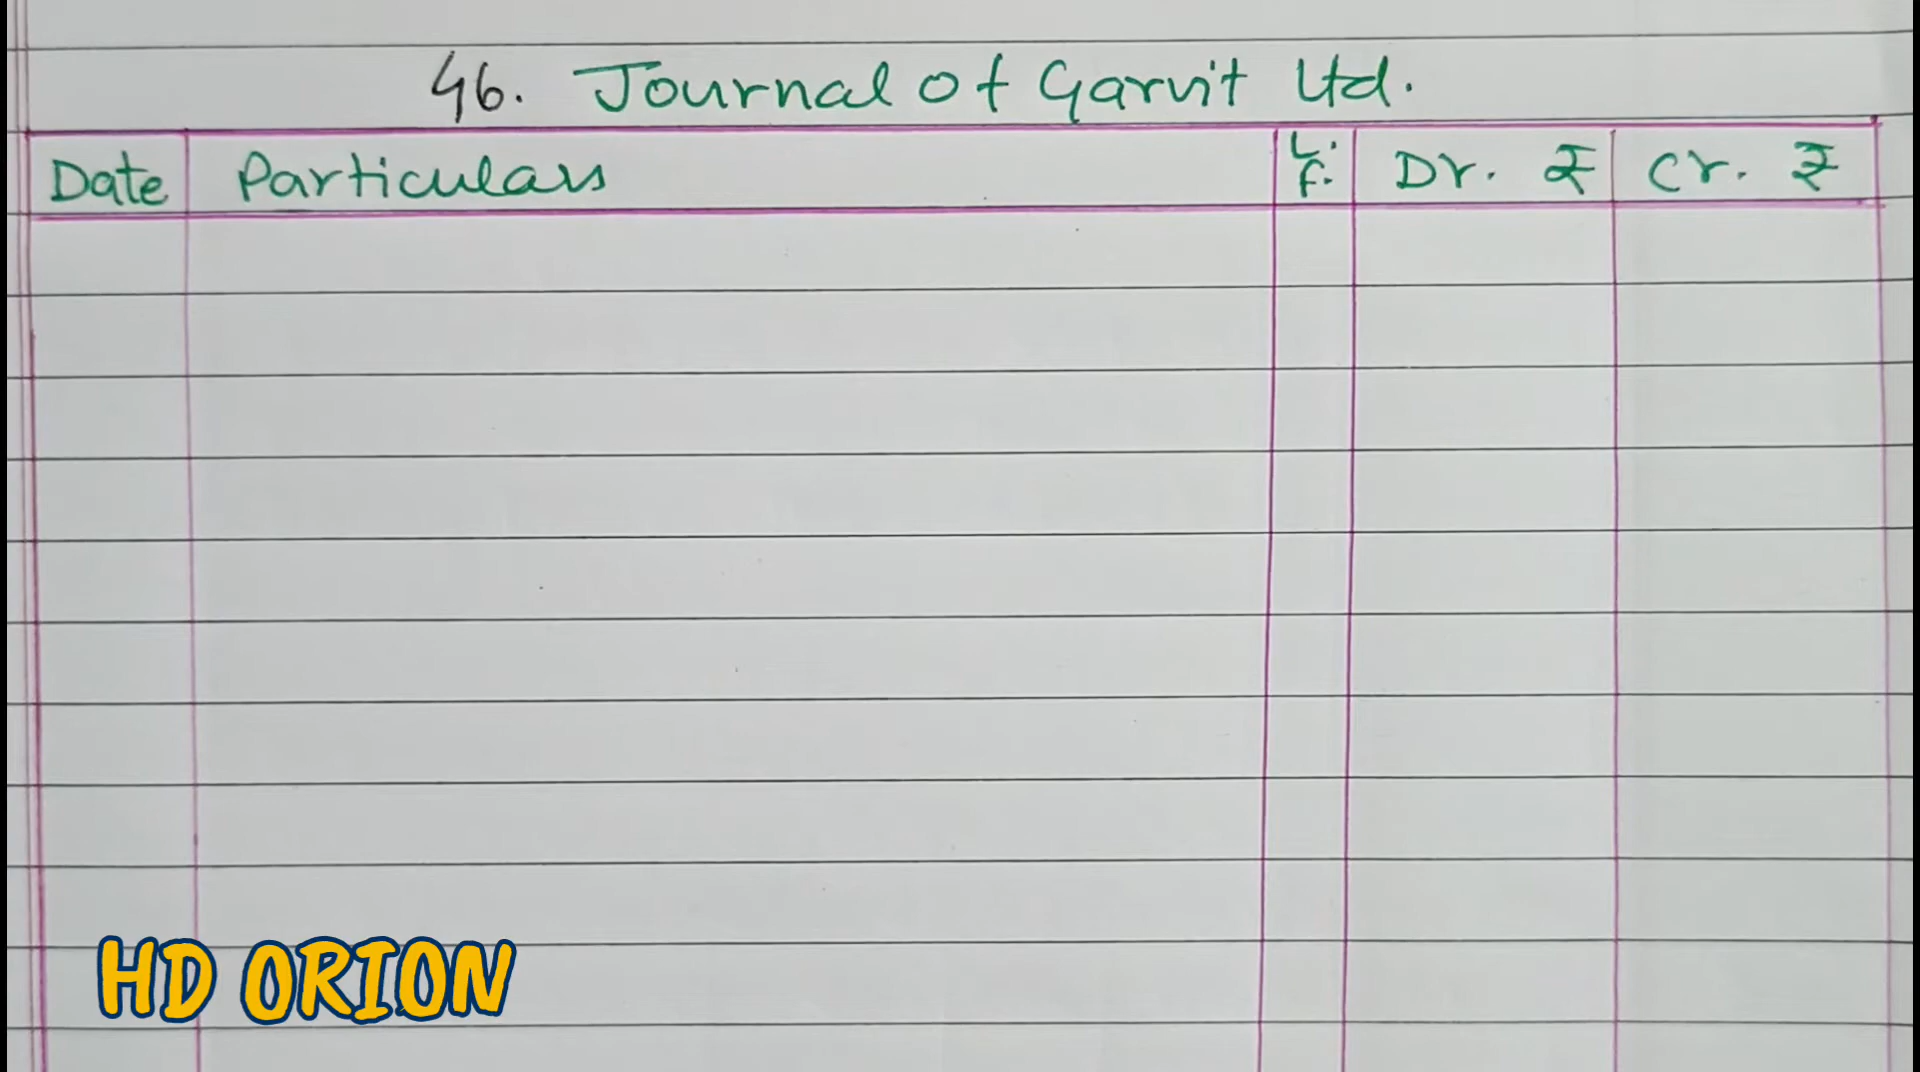 46. Journal of Garvit Ltd.
Date Particulars L.F. Dr. ₹ Cr. ₹
HD ORION